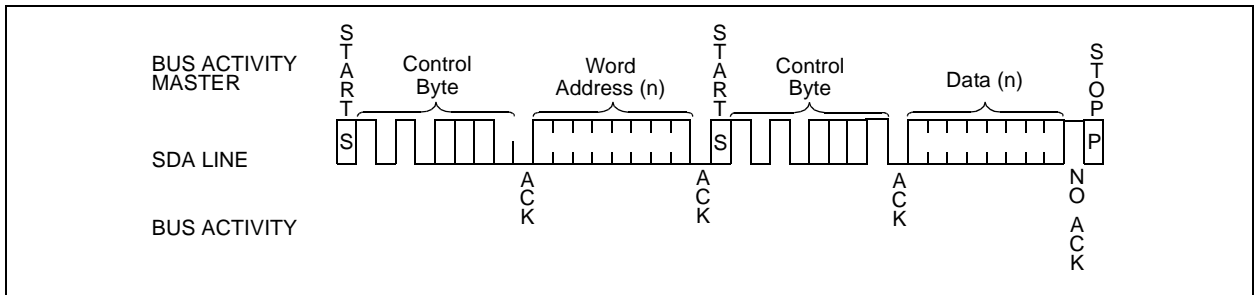 BUS ACTIVITY
MASTER
START
Control
Byte
Word
Address (n)
START
Control
Byte
Data (n)
STOP
SDA LINE
S
S
P
BUS ACTIVITY
ACK
ACK
ACK
NO ACK